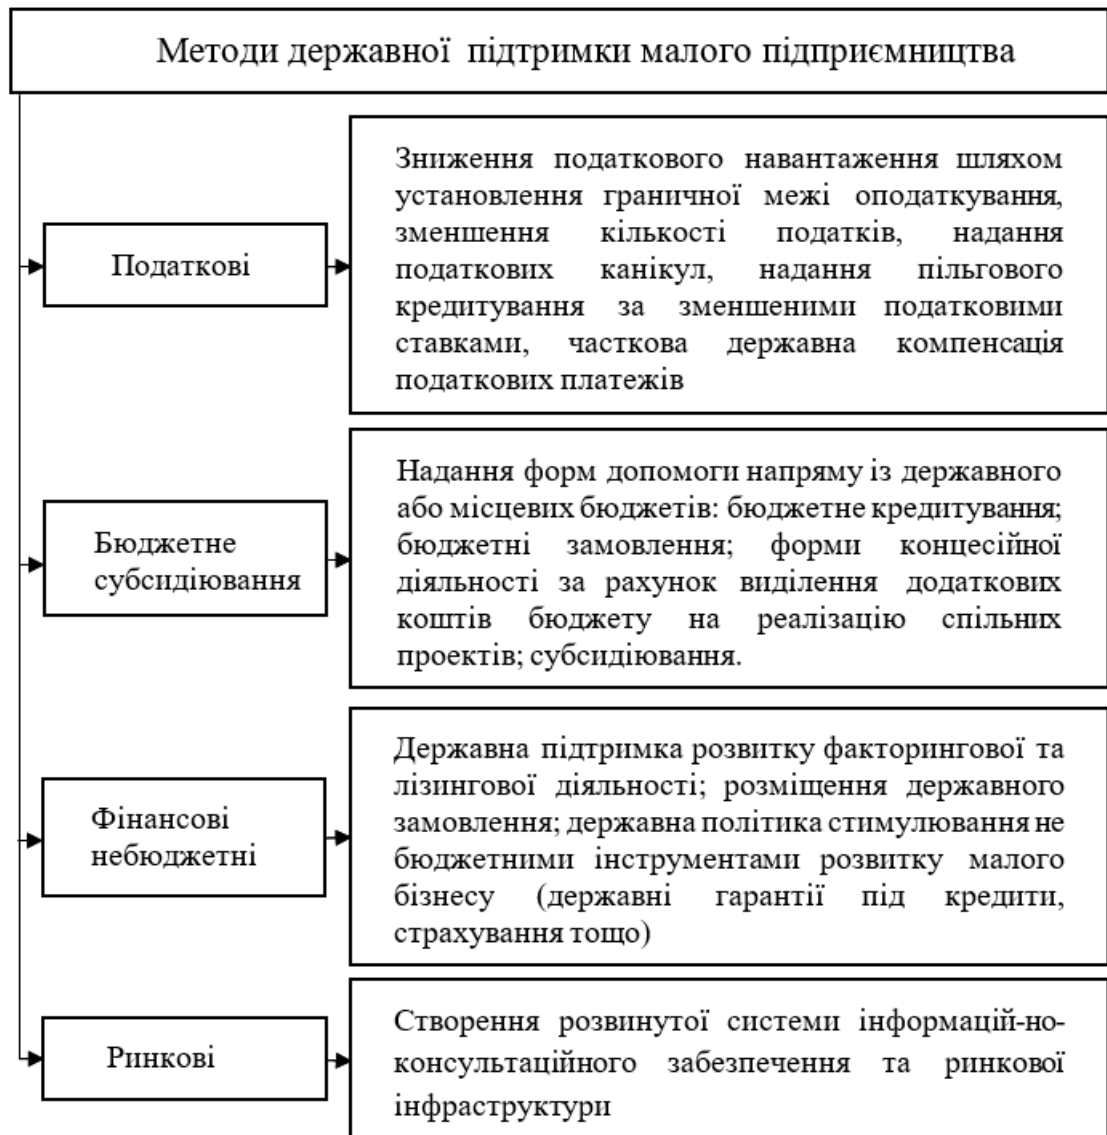 Методи державної підтримки малого підприємництва
Податкові
Зниження податкового навантаження шляхом
установлення граничної межі оподаткування,
зменшення кількості податків, надання
податкових канікул, надання пільгового
кредитування за зменшеними податковими
ставками, часткова державна компенсація
податкових платежів
Бюджетне
субсидіювання
Надання форм допомоги напряму із державного
або місцевих бюджетів: бюджетне кредитування;
бюджетні замовлення; форми концесійної
діяльності за рахунок виділення додаткових
коштів бюджету на реалізацію спільних
проектів; субсидіювання.
Фінансові
небюджетні
Державна підтримка розвитку факторингової та
лізингової діяльності; розміщення державного
замовлення; державна політика стимулювання не
бюджетними інструментами розвитку малого
бізнесу (державні гарантії під кредити,
страхування тощо)
Ринкові
Створення розвинутої системи інформацій-но-
консультаційного забезпечення та ринкової
інфраструктури